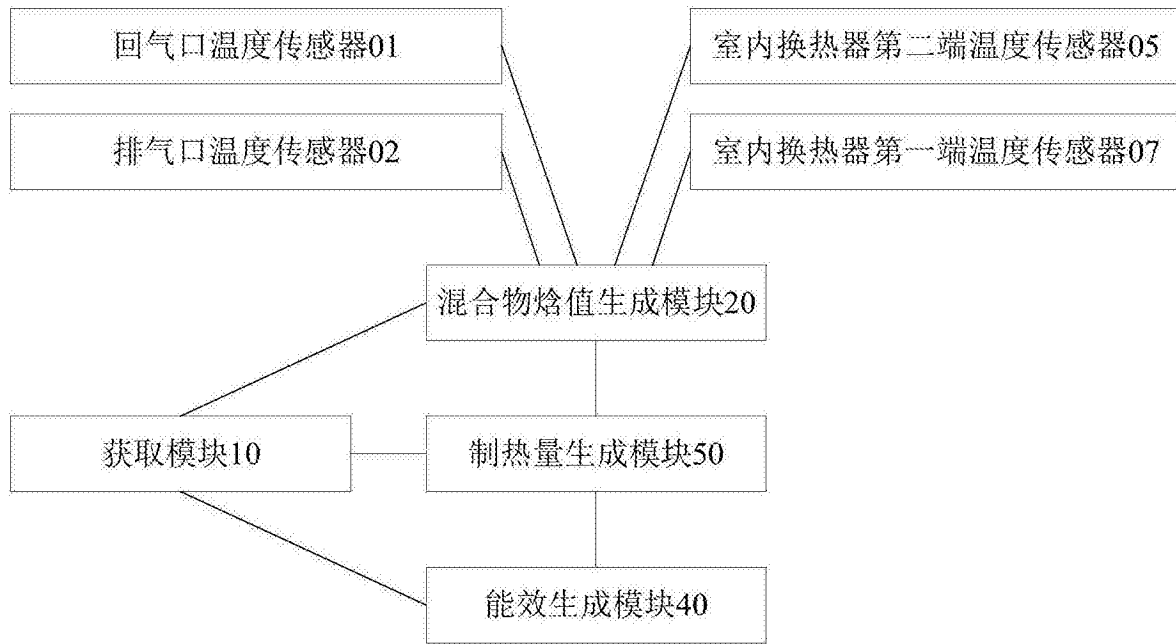 回气口温度传感器01
室内换热器第二端温度传感器05
排气口温度传感器02
室内换热器第一端温度传感器07
混合物焓值生成模块20
获取模块10
制热量生成模块50
能效生成模块40